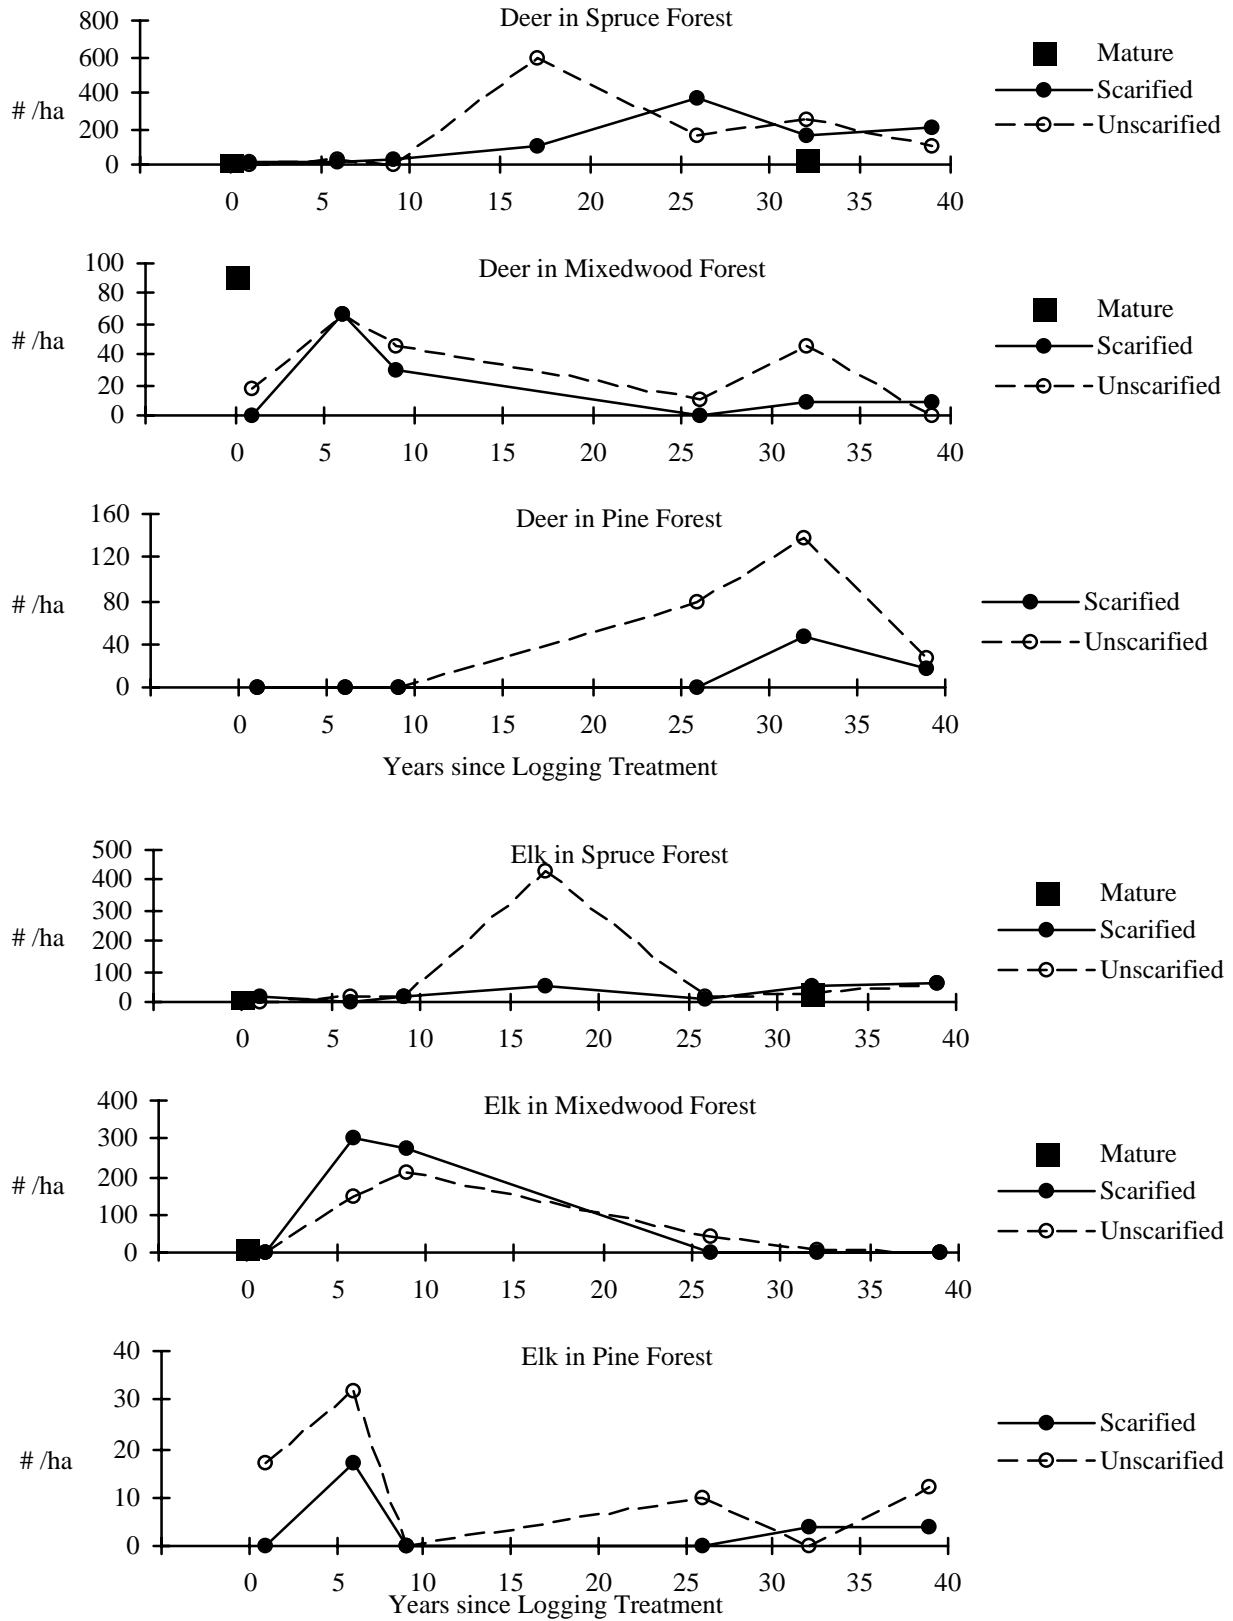 Deer in Spruce Forest
800
600
400
200
0
# /ha
0 5 10 15 20 25 30 35 40
Mature
Scarified
Unscarified
Deer in Mixedwood Forest
100
80
60
40
20
0
# /ha
0 5 10 15 20 25 30 35 40
Mature
Scarified
Unscarified
Deer in Pine Forest
160
120
80
40
0
# /ha
0 5 10 15 20 25 30 35 40
Scarified
Unscarified
Years since Logging Treatment
Elk in Spruce Forest
500
400
300
200
100
0
# /ha
0 5 10 15 20 25 30 35 40
Mature
Scarified
Unscarified
Elk in Mixedwood Forest
400
300
200
100
0
# /ha
0 5 10 15 20 25 30 35 40
Mature
Scarified
Unscarified
Elk in Pine Forest
40
30
20
10
0
# /ha
0 5 10 15 20 25 30 35 40
Scarified
Unscarified
Years since Logging Treatment